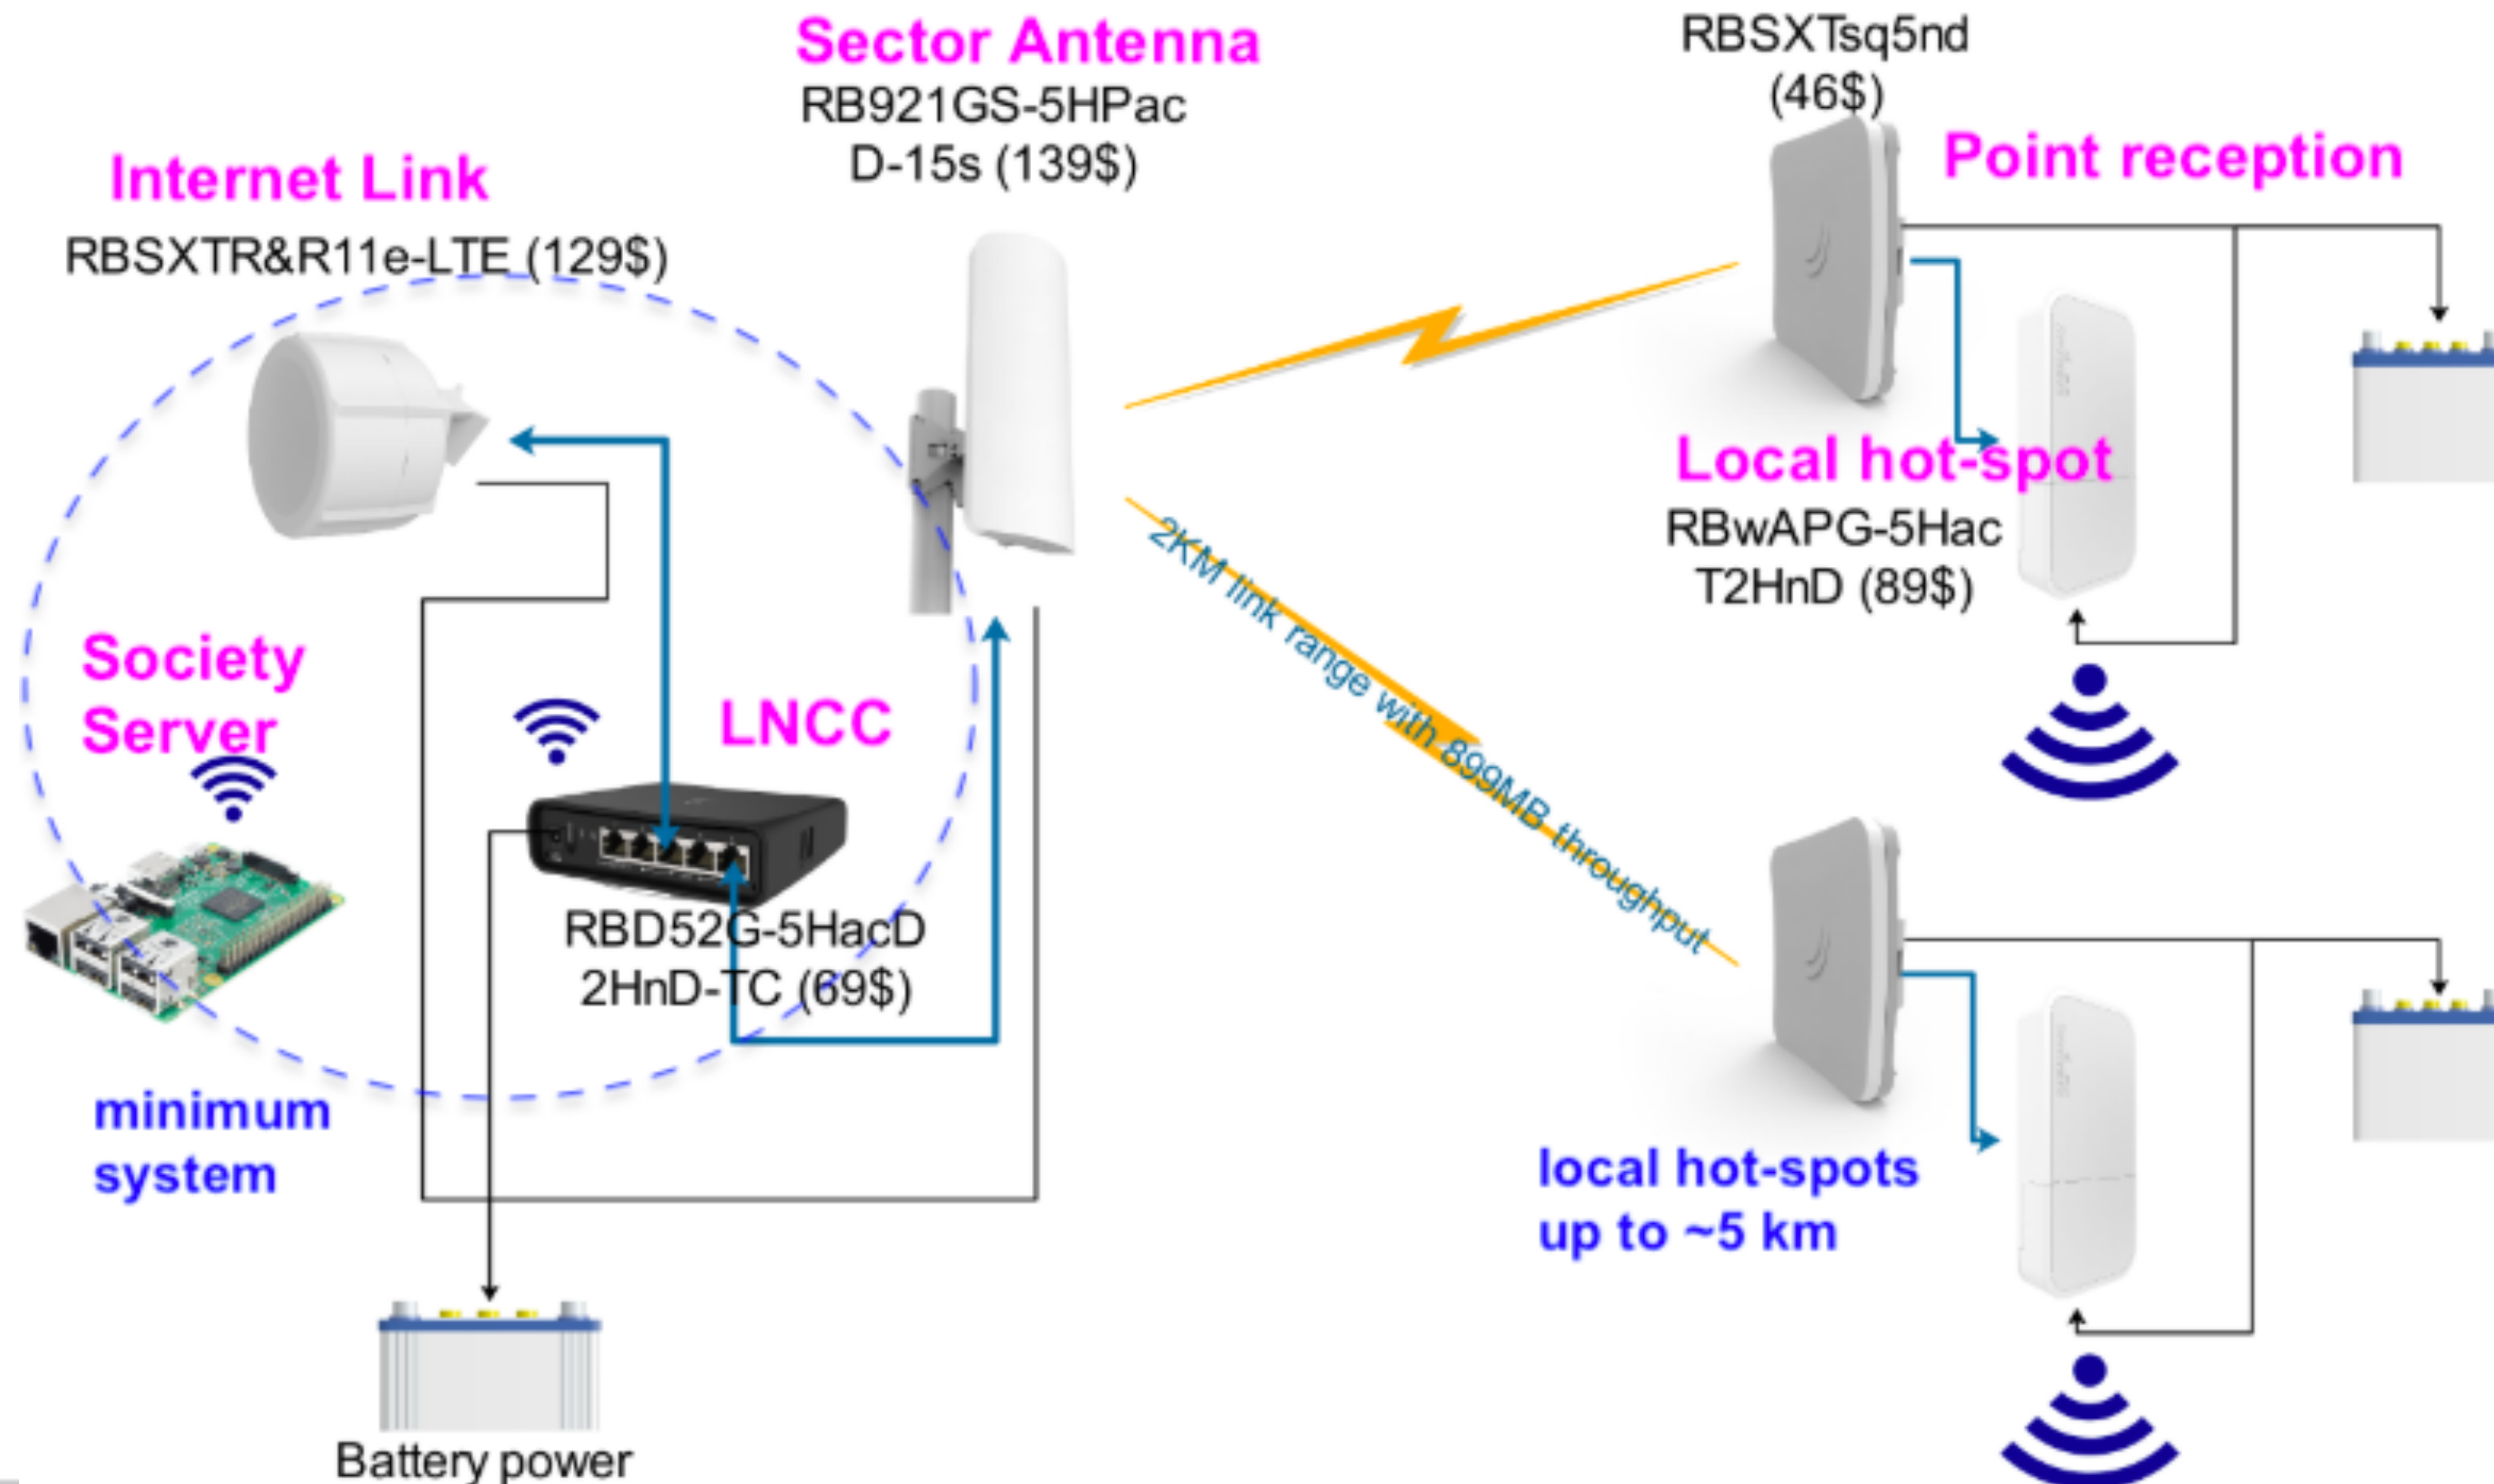 Sector Antenna
RB921GS-5HPac
D-15s (139$)
RBSXTsq5nd
(46$)
Point reception
Internet Link
RBSXTR&R11e-LTE (129$)
Local hot-spot
RBwAPG-5Hac
T2HnD (89$)
2KM link range with 899MB throughput
Society
Server
LNCC
RBD52G-5HacD
2HnD-TC (69$)
minimum
system
local hot-spots
up to ~5 km
Battery power